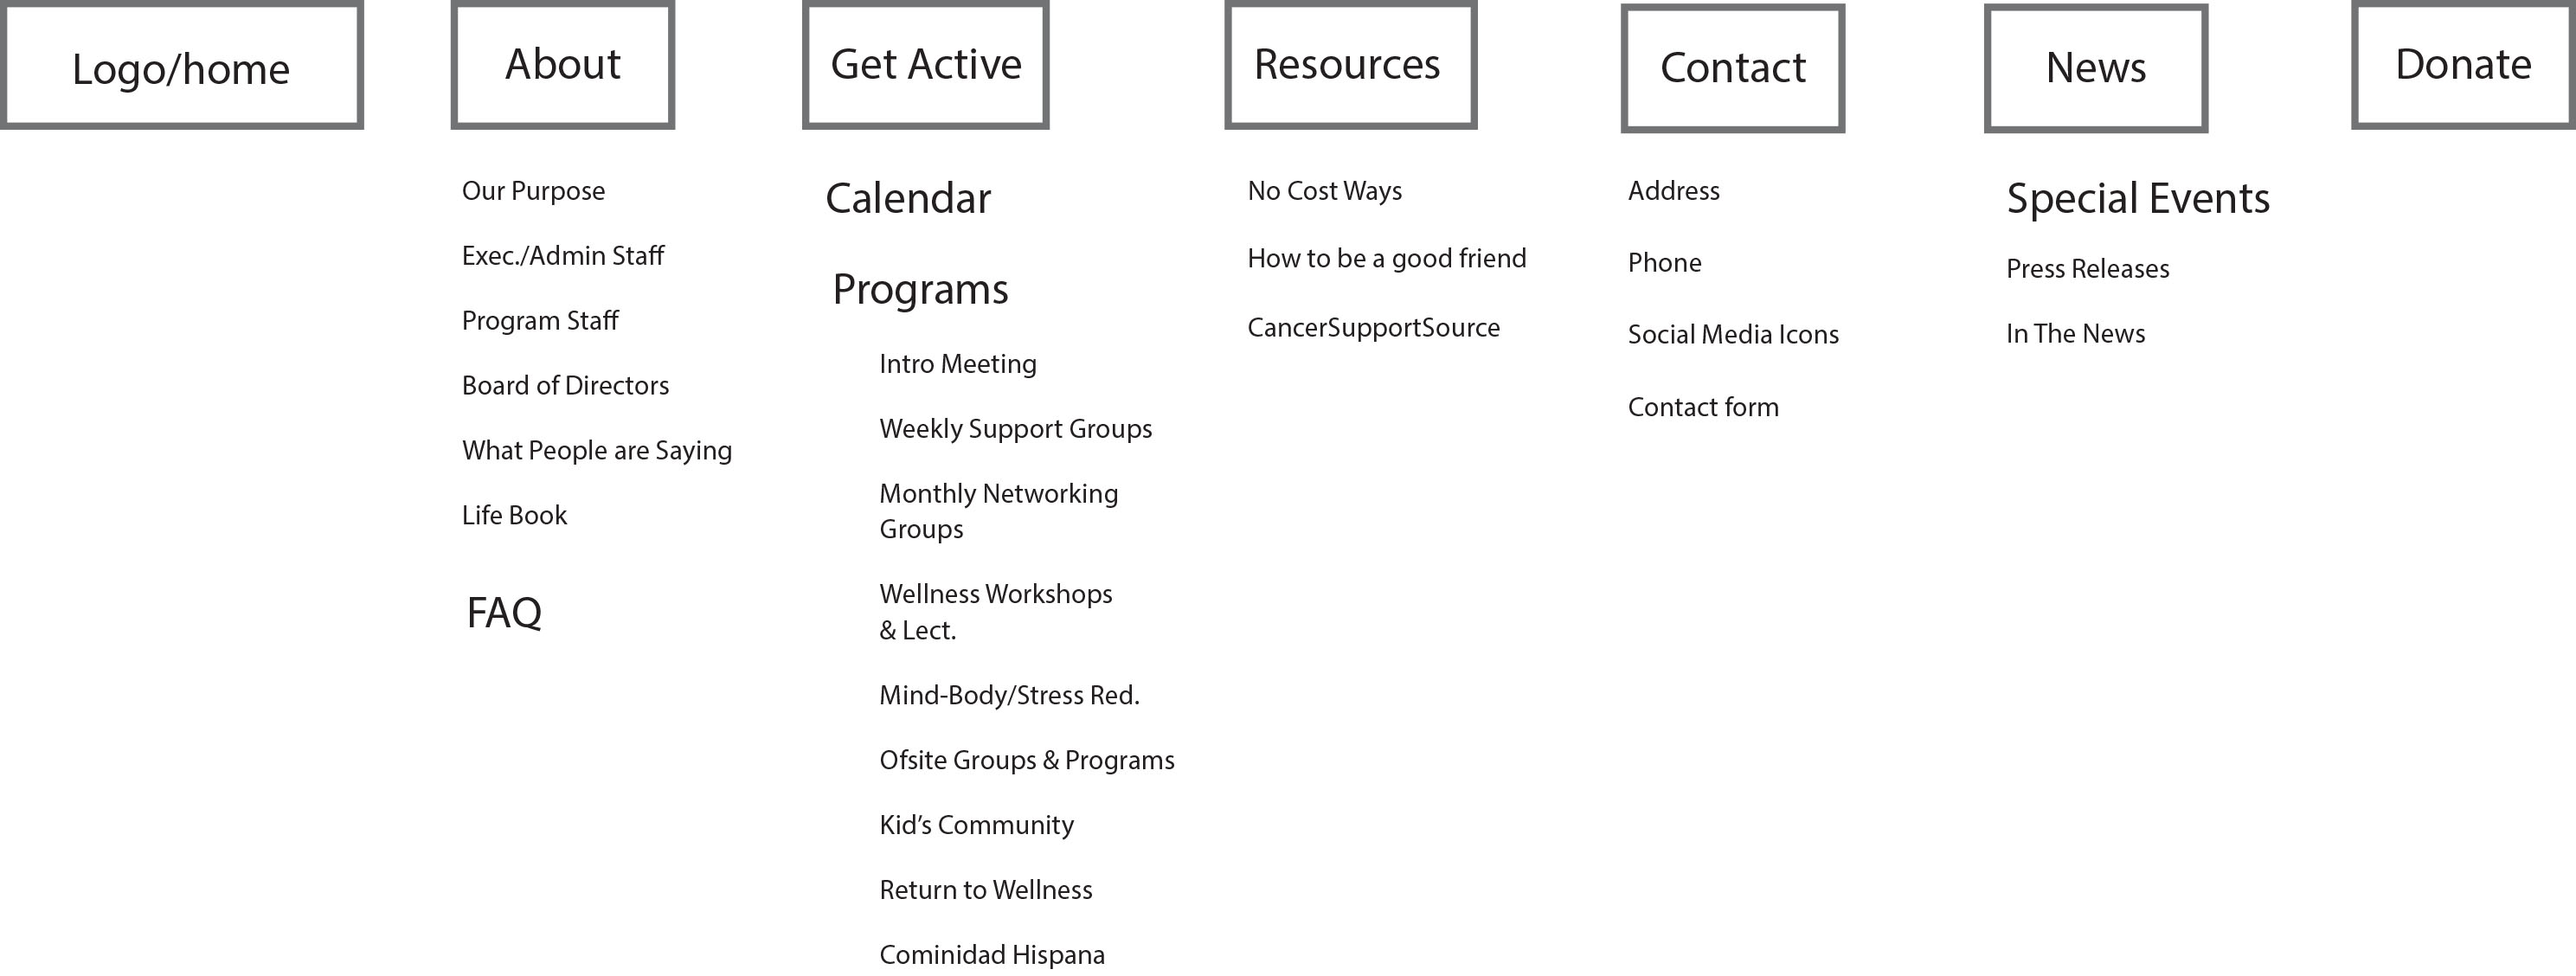 Logo/home
About
Get Active
Resources
Contact
News
Donate
Our Purpose
Exec./Admin Staff
Program Staff
Board of Directors
What People are Saying
Life Book
FAQ
Calendar
Programs
Intro Meeting
Weekly Support Groups
Monthly Networking
Groups
Wellness Workshops
& Lect.
Mind-Body/Stress Red.
Ofsite Groups & Programs
Kid’s Community
Return to Wellness
Cominidad Hispana
No Cost Ways
How to be a good friend
CancerSupportSource
Address
Phone
Social Media Icons
Contact form
Special Events
Press Releases
In The News